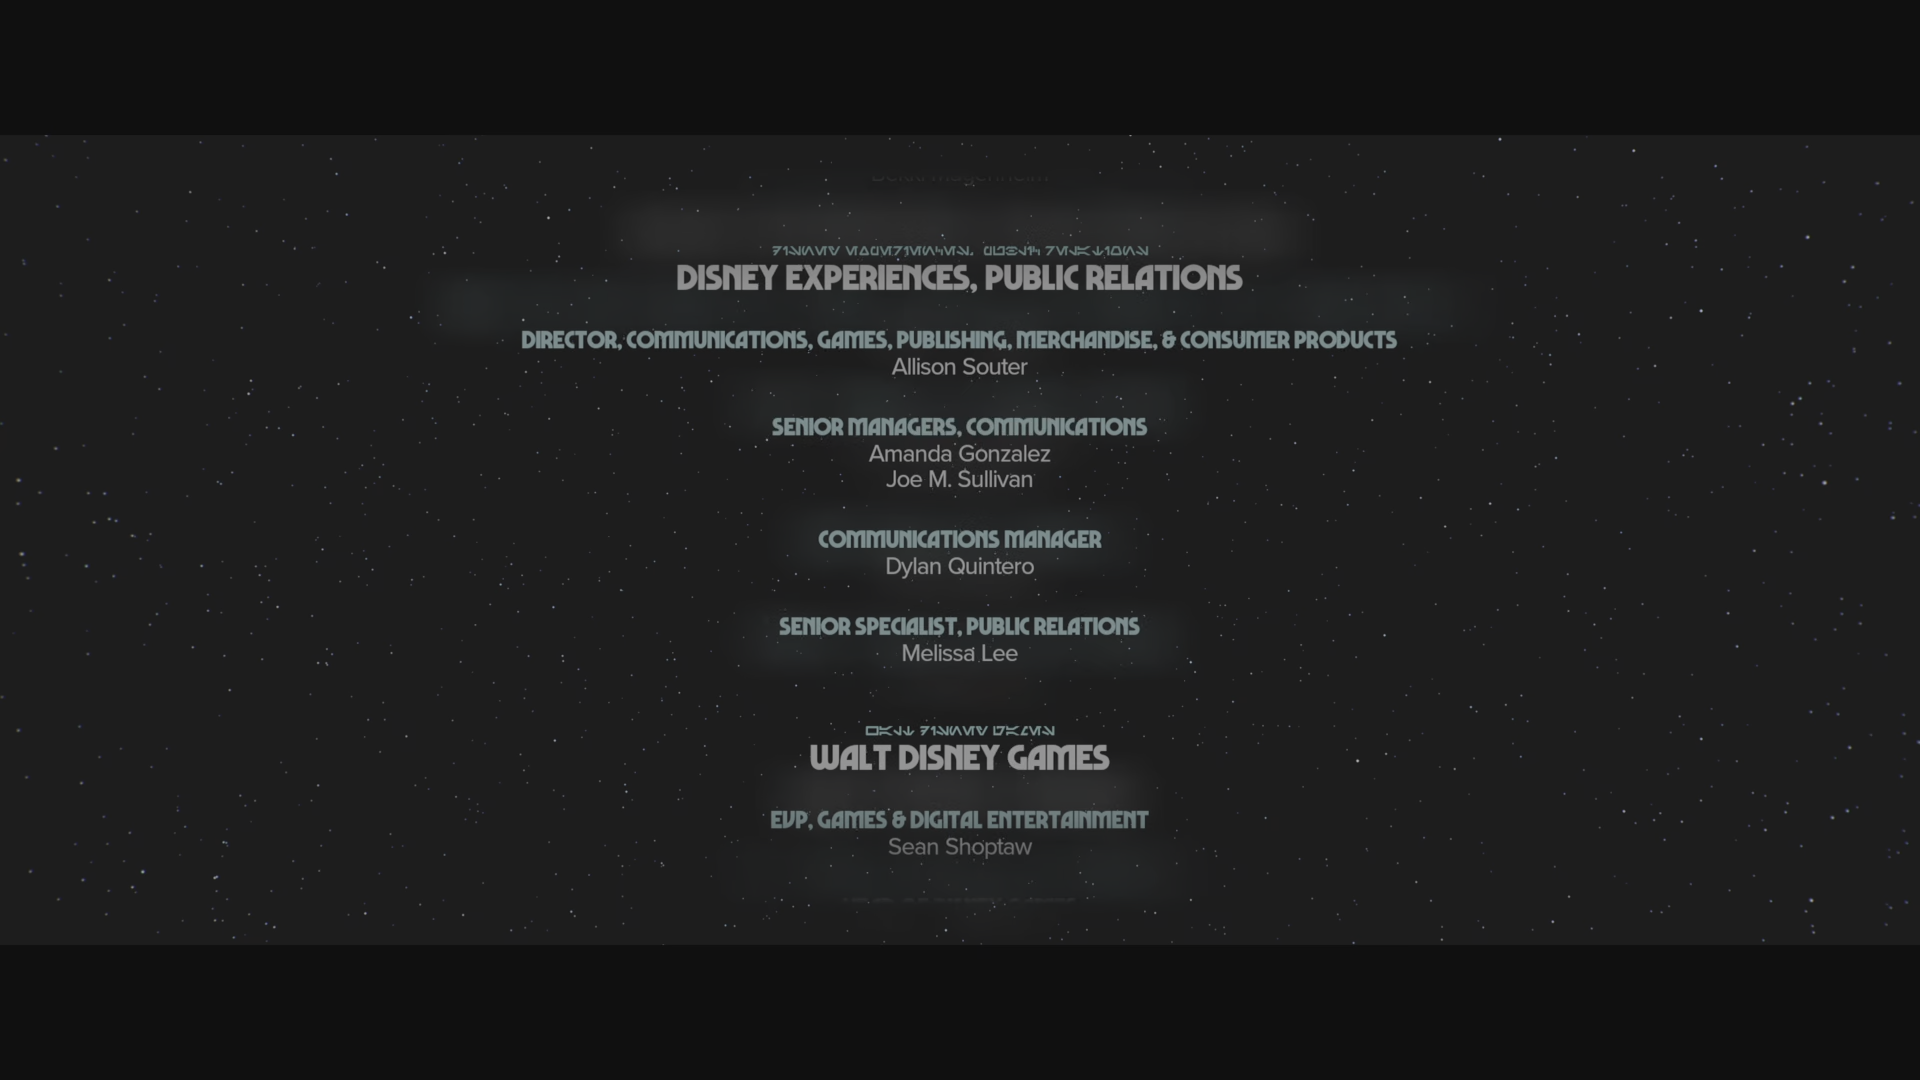 DISNEY EXPERIENCES, PUBLIC RELATIONS
DIRECTOR, COMMUNICATIONS, GAMES, PUBLISHING, MERCHANDISE, & CONSUMER PRODUCTS
Allison Souter
SENIOR MANAGERS, COMMUNICATIONS
Amanda Gonzalez
Joe M. Sullivan
COMMUNICATIONS MANAGER
Dylan Quintero
SENIOR SPECIALIST, PUBLIC RELATIONS
Melissa Lee
WALT DISNEY GAMES
EVP, GAMES & DIGITAL ENTERTAINMENT
Sean Shoptaw